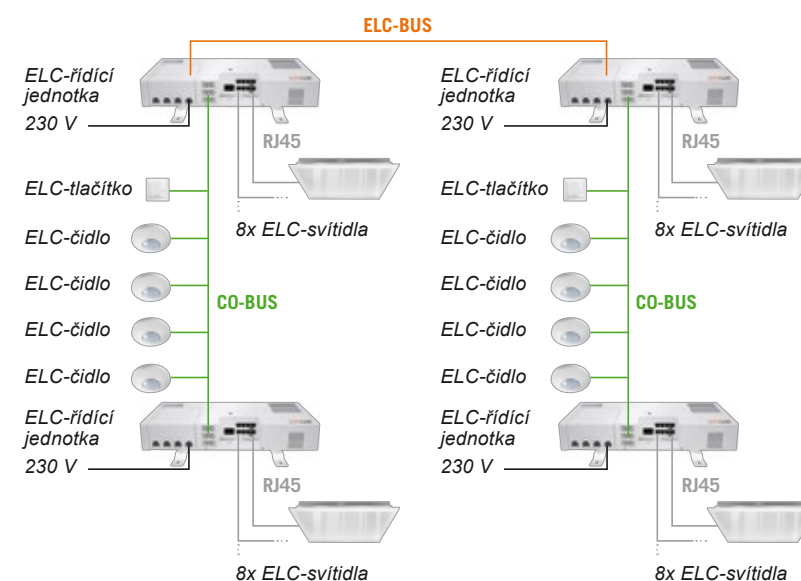 ELC-BUS
ELC-řídící
jednotka
230 V
RJ45
ELC-tlačítko
8x ELC-svítidla
ELC-čidlo
ELC-čidlo
CO-BUS
ELC-čidlo
ELC-čidlo
ELC-řídící
jednotka
230 V
RJ45
8x ELC-svítidla
ELC-řídící
jednotka
230 V
RJ45
ELC-tlačítko
8x ELC-svítidla
ELC-čidlo
ELC-čidlo
CO-BUS
ELC-čidlo
ELC-čidlo
ELC-řídící
jednotka
230 V
RJ45
8x ELC-svítidla